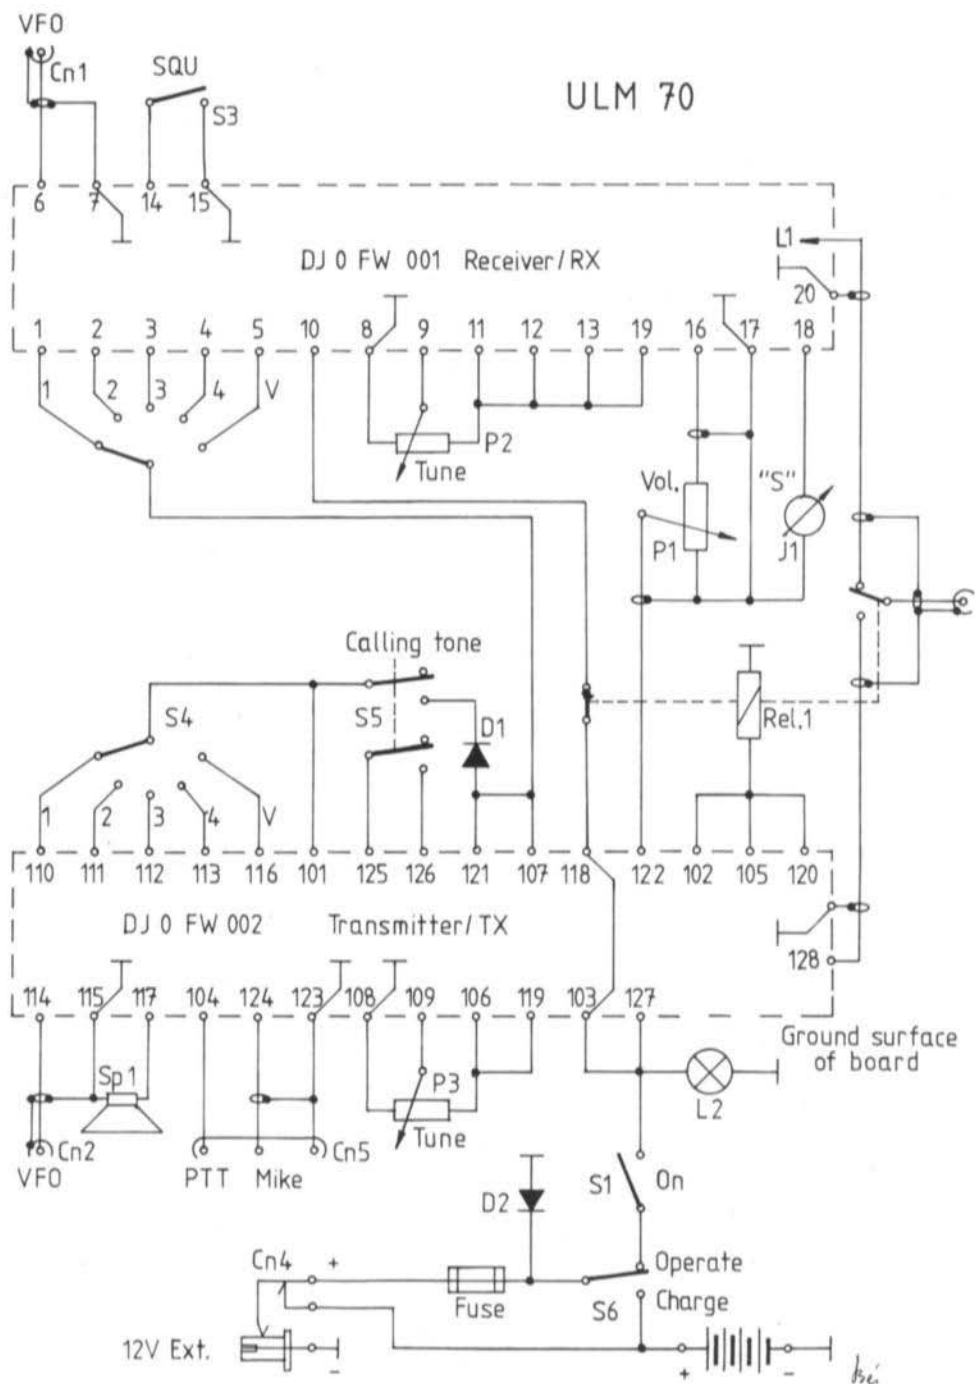 VFO
Cn1
SQU
S3
ULM 70
6 7 14 15
L1
DJ 0 FW 001 Receiver/RX
20
1 2 3 4 5 10 8 9 11 12 13 19 16 17 18
1 2 3 4 V
P2
Tune
Vol.
P1
"S"
J1
Calling tone
S4
S5
D1
Rel.1
1 2 3 4 V
110 111 112 113 116 101 125 126 121 107 118 122 102 105 120
DJ 0 FW 002 Transmitter/TX
128
114 115 117 104 124 123 108 109 106 119 103 127
Ground surface
of board
Sp1
P3
L2
Cn2
Cn5
Tune
VFO
PTT Mike
D2
S1
On
Cn4
+
Operate
Fuse
S6
Charge
12V Ext.
-
+ -